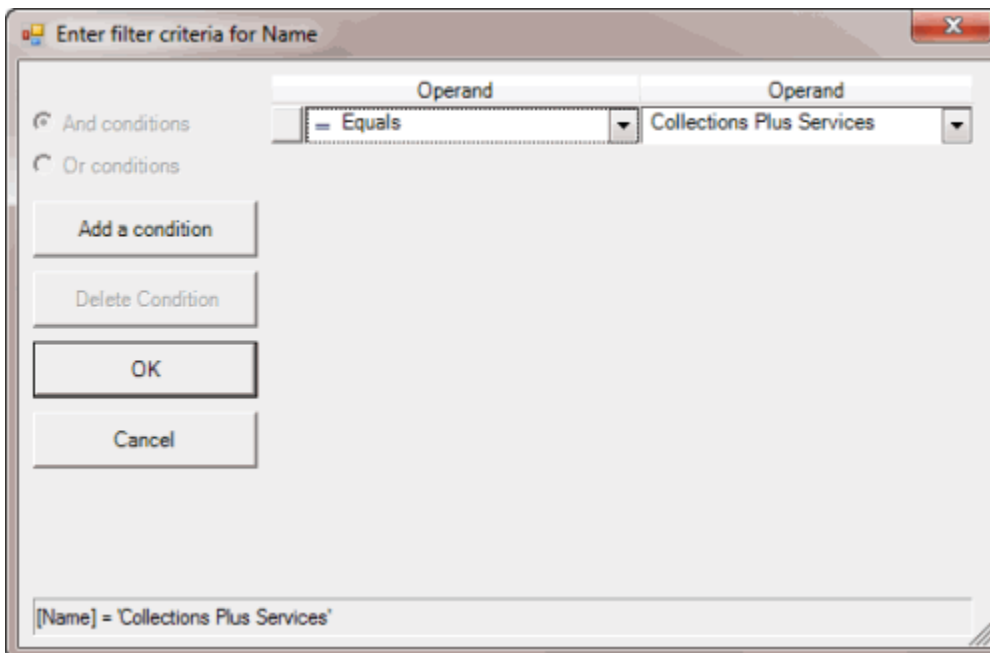 Enter filter criteria for Name
Operand Operand
And conditions
= Equals Collections Plus Services
Or conditions
Add a condition
Delete Condition
OK
Cancel
[Name] = 'Collections Plus Services'